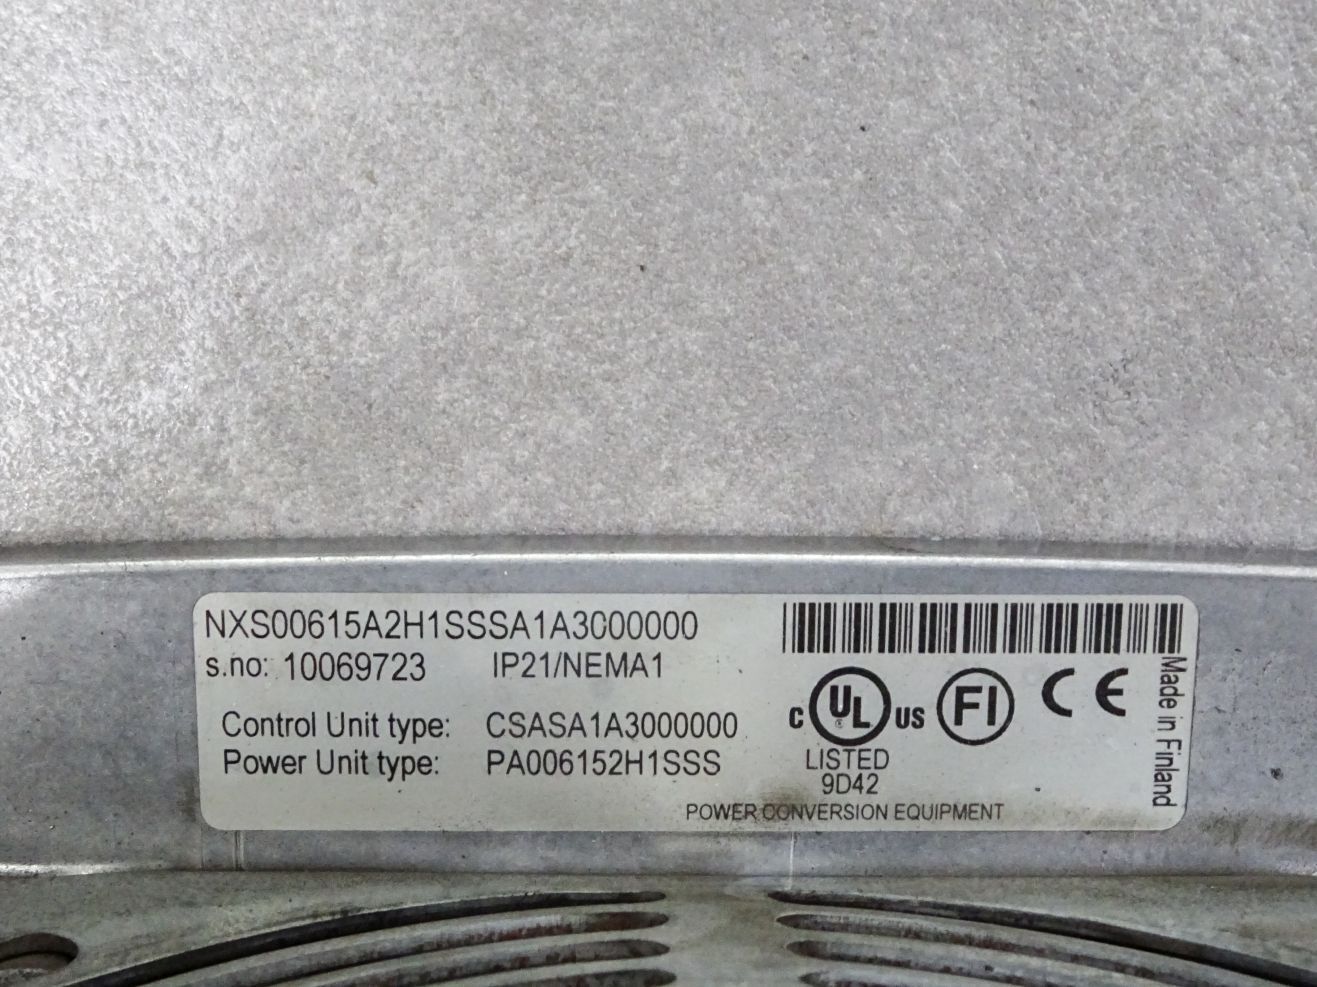 NXS00615A2H1SSSA1A3000000
s.no: 10069723 IP21/NEMA1
Control Unit type: CSASA1A3000000
Power Unit type: PA006152H1SSS
C UL US
®
LISTED
9D42
FI
CE
POWER CONVERSION EQUIPMENT
Made in Finland